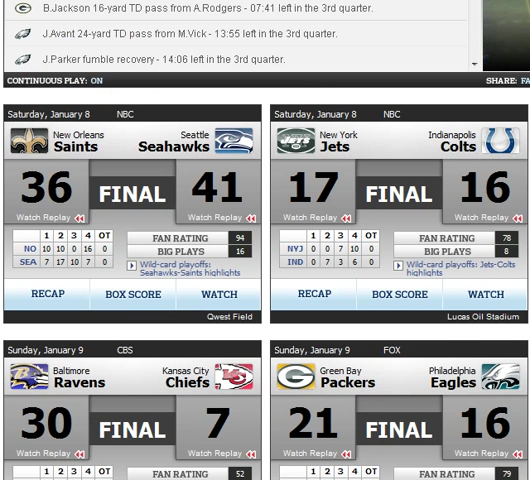 B.Jackson 16-yard TD pass from A.Rodgers - 07:41 left in the 3rd quarter.
J.Avant 24-yard TD pass from M.Vick - 13:55 left in the 3rd quarter.
J.Parker fumble recovery - 14:06 left in the 3rd quarter.
CONTINUOUS PLAY: ON SHARE: FA
Saturday, January 8 NBC
New Orleans Saints
Seattle Seahawks
36 FINAL 41
Watch Replay Watch Replay
1 2 3 4 OT
NO 10 10 0 16 0
SEA 7 17 10 7 0
FAN RATING 94
BIG PLAYS 16
Wild-card playoffs:
Seahawks-Saints highlights
RECAP BOX SCORE WATCH
Qwest Field
Saturday, January 8 NBC
New York Jets
Indianapolis Colts
JETS
17 FINAL 16
Watch Replay Watch Replay
1 2 3 4 OT
NYJ 0 0 7 10 0
IND 0 7 3 6 0
FAN RATING 78
BIG PLAYS 8
Wild-card playoffs: Jets-Colts
highlights
RECAP BOX SCORE WATCH
Lucas Oil Stadium
Sunday, January 9 CBS
Baltimore Ravens
Kansas City Chiefs
30 FINAL 7
Watch Replay Watch Replay
1 2 3 4 OT
FAN RATING 52
Sunday, January 9 FOX
Green Bay Packers
Philadelphia Eagles
21 FINAL 16
Watch Replay Watch Replay
1 2 3 4 OT
FAN RATING 79